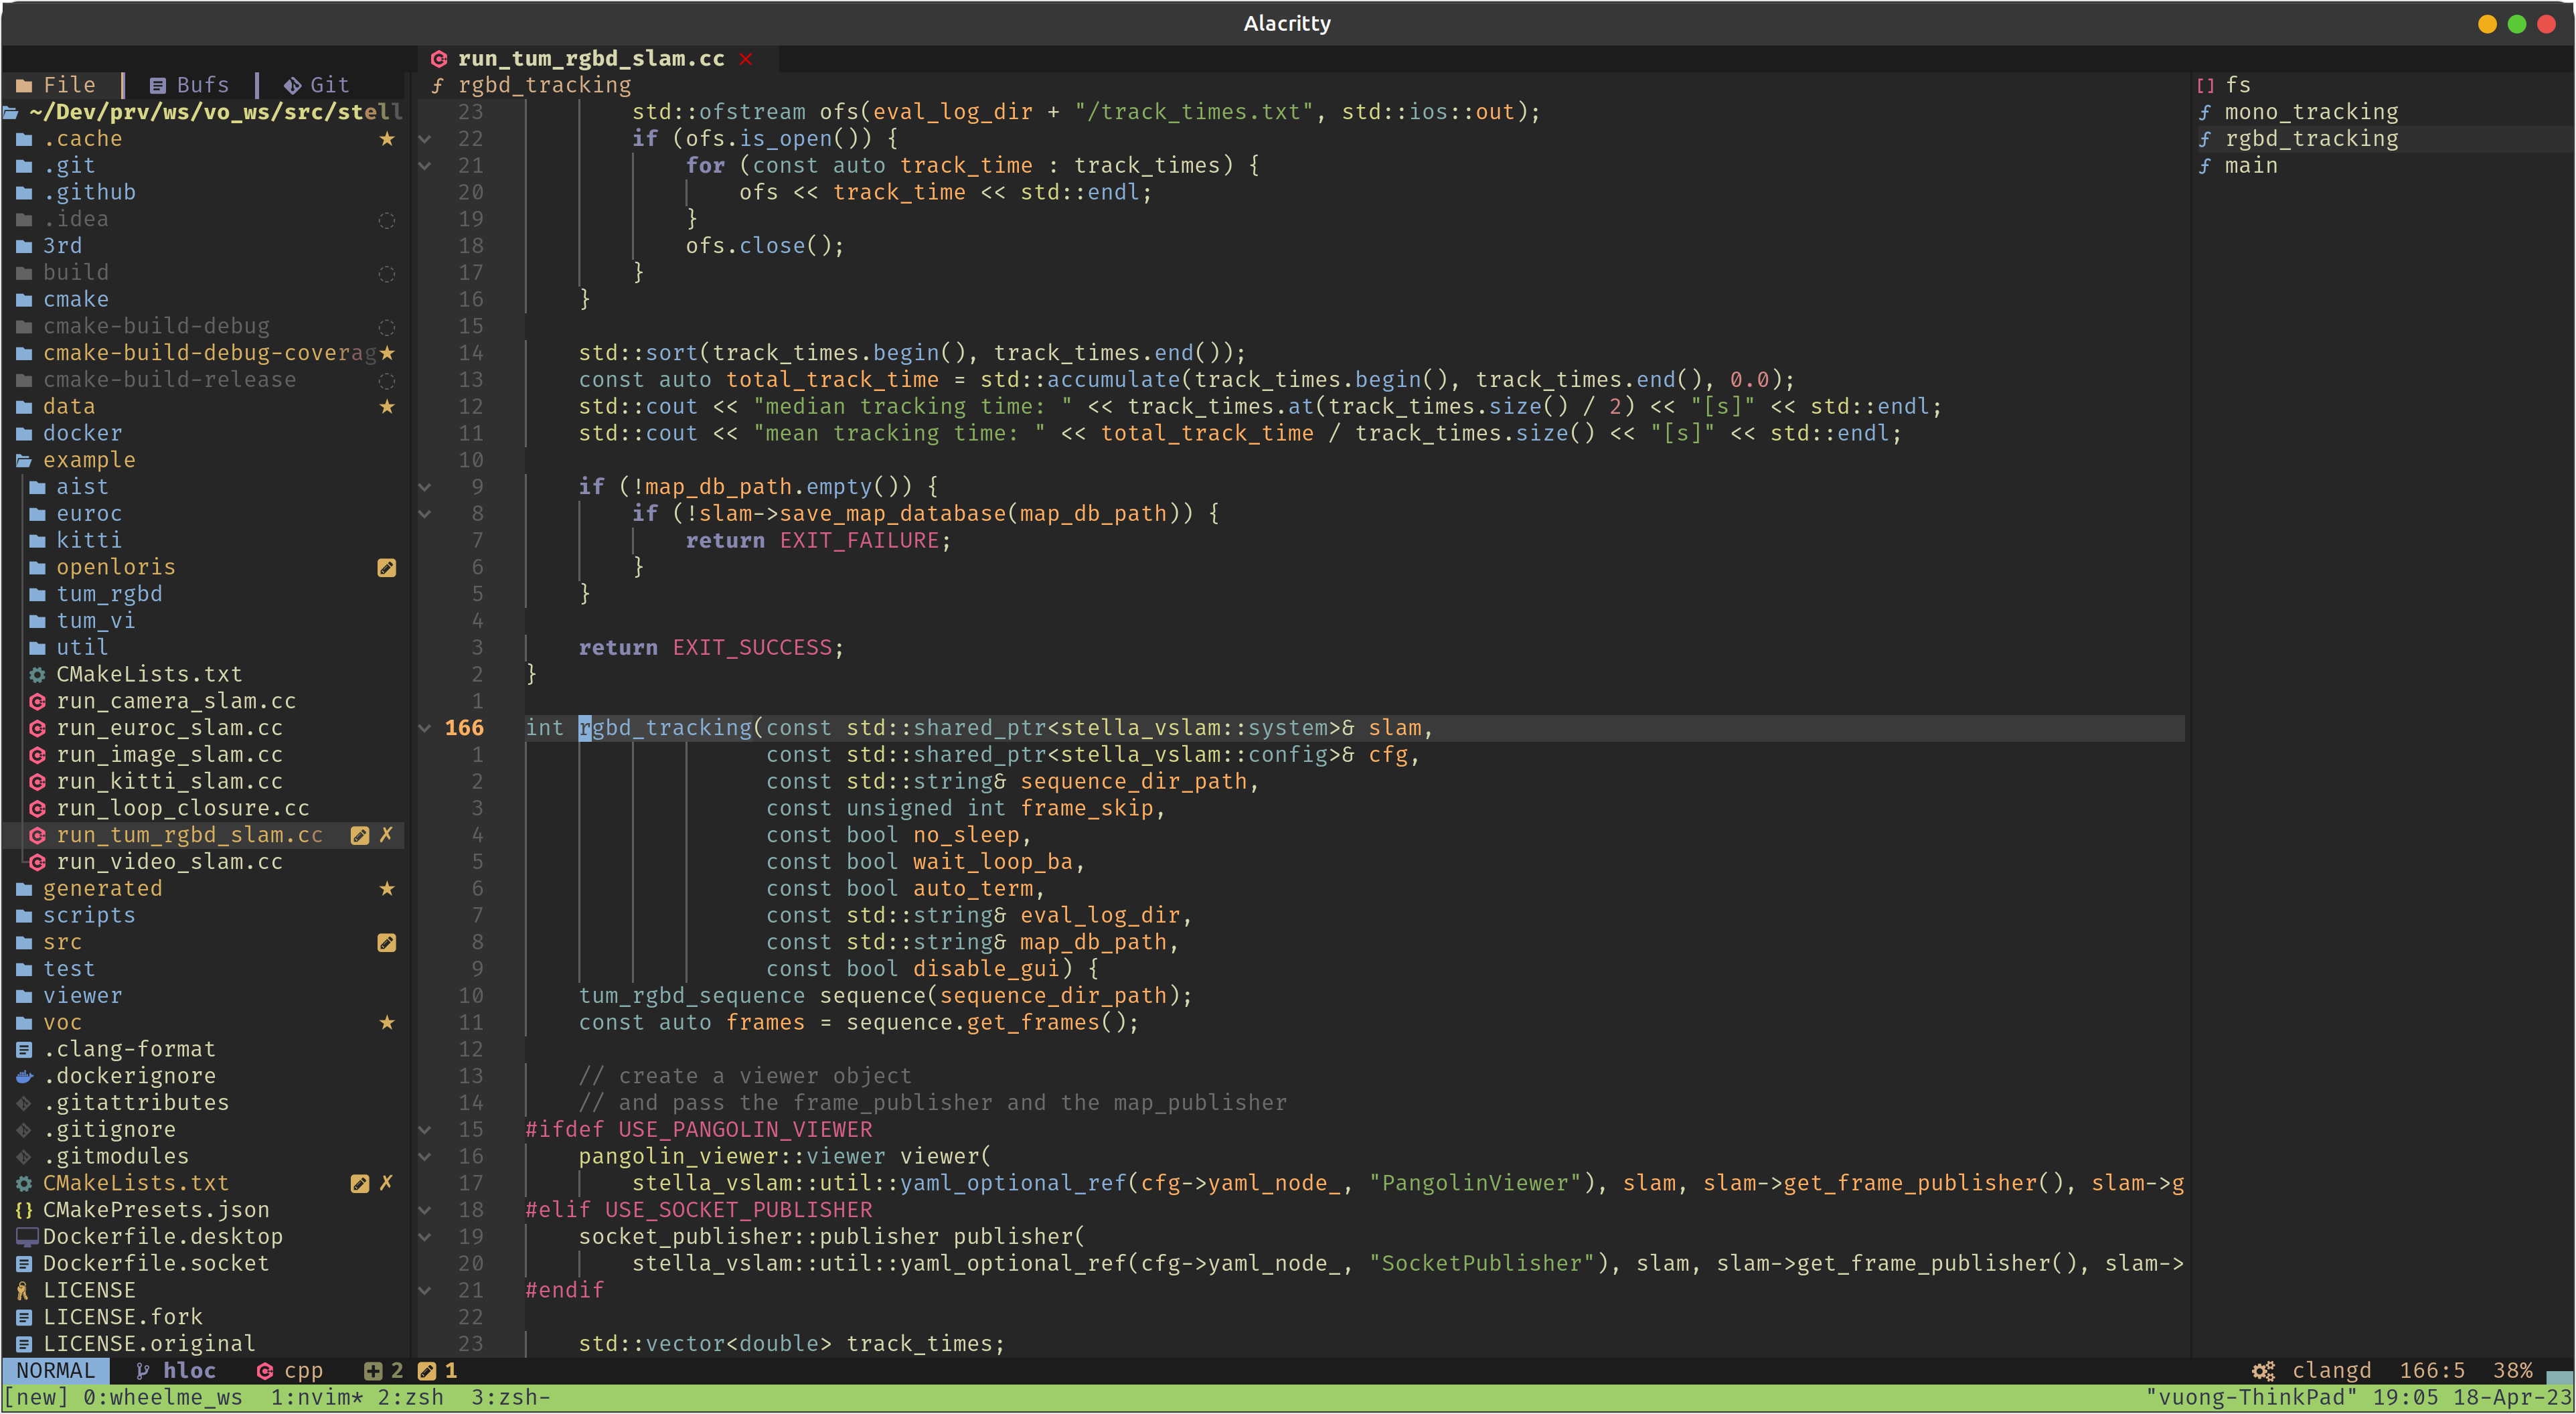 Alacritty
File Bufs Git
~/Dev/prv/ws/vo_ws/src/stell
.cache
.git
.github
.idea
3rd
build
cmake
cmake-build-debug
cmake-build-debug-coverag
cmake-build-release
data
docker
example
aist
euroc
kitti
openloris
tum_rgbd
tum_vi
util
CMakeLists.txt
run_camera_slam.cc
run_euroc_slam.cc
run_image_slam.cc
run_kitti_slam.cc
run_loop_closure.cc
run_tum_rgbd_slam.cc ✗
run_video_slam.cc
generated
scripts
src
test
viewer
voc
.clang-format
.dockerignore
.gitattributes
.gitignore
.gitmodules
CMakeLists.txt ✗
CMakePresets.json
Dockerfile.desktop
Dockerfile.socket
LICENSE
LICENSE.fork
LICENSE.original
run_tum_rgbd_slam.cc ×
rgbd_tracking
23 std::ofstream ofs(eval_log_dir + "/track_times.txt", std::ios::out);
22 if (ofs.is_open()) {
21 for (const auto track_time : track_times) {
20 ofs << track_time << std::endl;
19 }
18 ofs.close();
17 }
16 }
15
14 std::sort(track_times.begin(), track_times.end());
13 const auto total_track_time = std::accumulate(track_times.begin(), track_times.end(), 0.0);
12 std::cout << "median tracking time: " << track_times.at(track_times.size() / 2) << "[s]" << std::endl;
11 std::cout << "mean tracking time: " << total_track_time / track_times.size() << "[s]" << std::endl;
10
9 if (!map_db_path.empty()) {
8 if (!slam->save_map_database(map_db_path)) {
7 return EXIT_FAILURE;
6 }
5 }
4
3 return EXIT_SUCCESS;
2 }
1
166 int rgbd_tracking(const std::shared_ptr<stella_vslam::system>& slam,
1 const std::shared_ptr<stella_vslam::config>& cfg,
2 const std::string& sequence_dir_path,
3 const unsigned int frame_skip,
4 const bool no_sleep,
5 const bool wait_loop_ba,
6 const bool auto_term,
7 const std::string& eval_log_dir,
8 const std::string& map_db_path,
9 const bool disable_gui) {
10 tum_rgbd_sequence sequence(sequence_dir_path);
11 const auto frames = sequence.get_frames();
12
13 // create a viewer object
14 // and pass the frame_publisher and the map_publisher
15 #ifdef USE_PANGOLIN_VIEWER
16 pangolin_viewer::viewer viewer(
17 stella_vslam::util::yaml_optional_ref(cfg->yaml_node_, "PangolinViewer"), slam, slam->get_frame_publisher(), slam->g
18 #elif USE_SOCKET_PUBLISHER
19 socket_publisher::publisher publisher(
20 stella_vslam::util::yaml_optional_ref(cfg->yaml_node_, "SocketPublisher"), slam, slam->get_frame_publisher(), slam->
21 #endif
22
23 std::vector<double> track_times;
[] fs
f mono_tracking
f rgbd_tracking
f main
NORMAL hloc cpp 2 1 clangd 166:5 38%
[new] 0:wheelme_ws 1:nvim* 2:zsh 3:zsh- "vuong-ThinkPad" 19:05 18-Apr-23